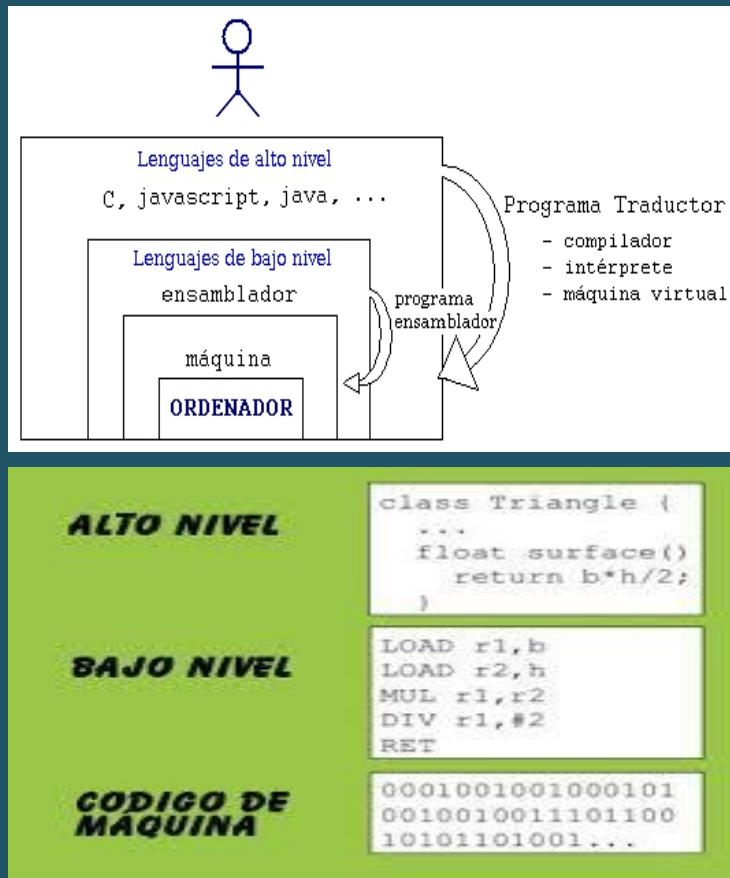 Lenguajes de alto nivel
C, javascript, java, ...
Lenguajes de bajo nivel
ensamblador
máquina
ORDENADOR
programa
ensamblador
Programa Traductor
- compilador
- intérprete
- máquina virtual
ALTO NIVEL
class Triangle {
...
float surface()
return b*h/2;
}
BAJO NIVEL
LOAD r1,b
LOAD r2,h
MUL r1,r2
DIV r1,#2
RET
CODIGO DE
MAQUINA
0001001001000101
0010010011101100
10101101001...